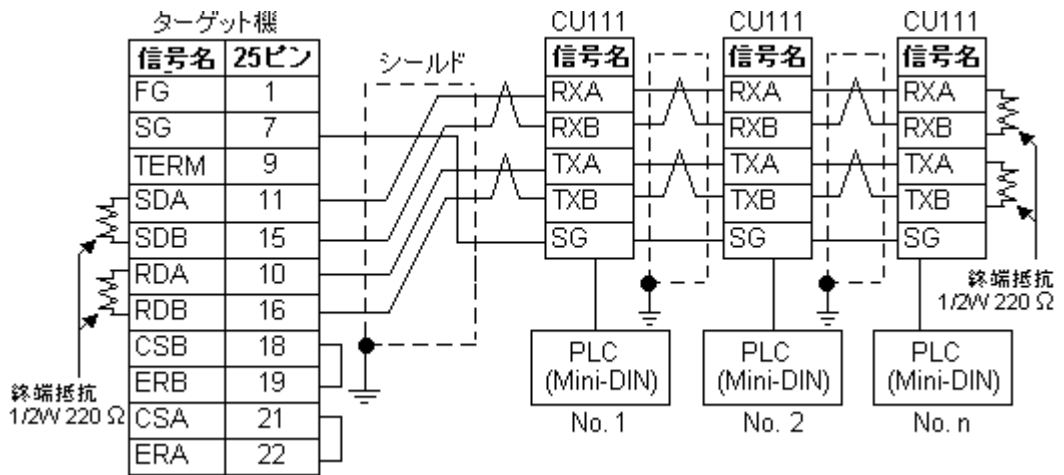 ターゲット機
信号名 25ピン
FG 1
SG 7
TERM 9
SDA 11
SDB 15
RDA 10
RDB 16
CSB 18
ERB 19
CSA 21
ERA 22
終端抵抗
1/2W 220 Ω
シールド
CU111
信号名
RXA
RXB
TXA
TXB
SG
PLC
(Mini-DIN)
No. 1
CU111
信号名
RXA
RXB
TXA
TXB
SG
PLC
(Mini-DIN)
No. 2
CU111
信号名
RXA
RXB
TXA
TXB
SG
終端抵抗
1/2W 220 Ω
PLC
(Mini-DIN)
No. n